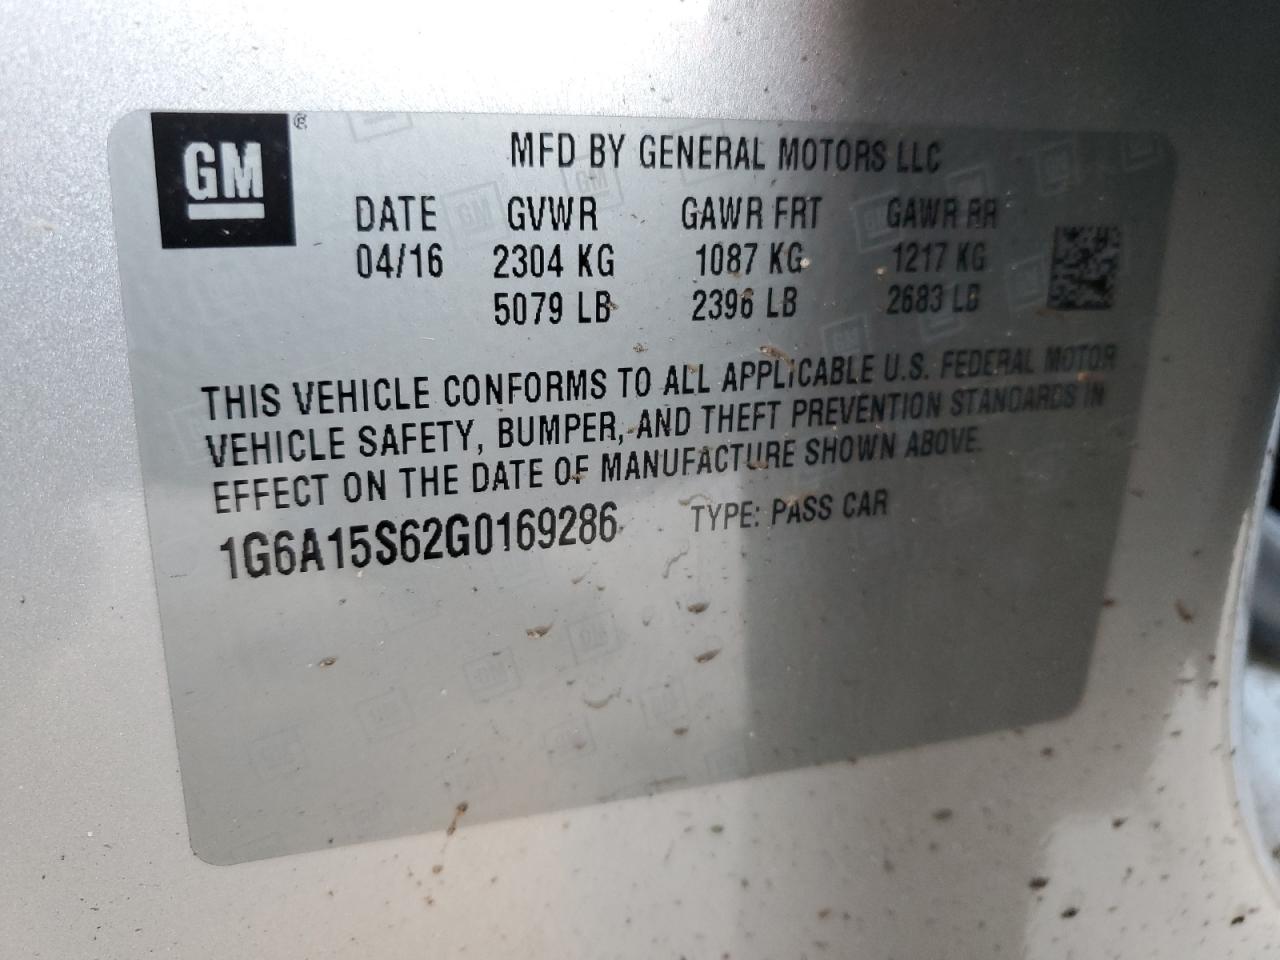 GM ®
MFD BY GENERAL MOTORS LLC
DATE GVWR GAWR FRT GAWR RR
04/16 2304 KG 1087 KG 1217 KG
5079 LB 2396 LB 2683 LB
THIS VEHICLE CONFORMS TO ALL APPLICABLE U.S. FEDERAL MOTOR
VEHICLE SAFETY, BUMPER, AND THEFT PREVENTION STANDARDS IN
EFFECT ON THE DATE OF MANUFACTURE SHOWN ABOVE.
1G6A15S62G0169286 TYPE: PASS CAR